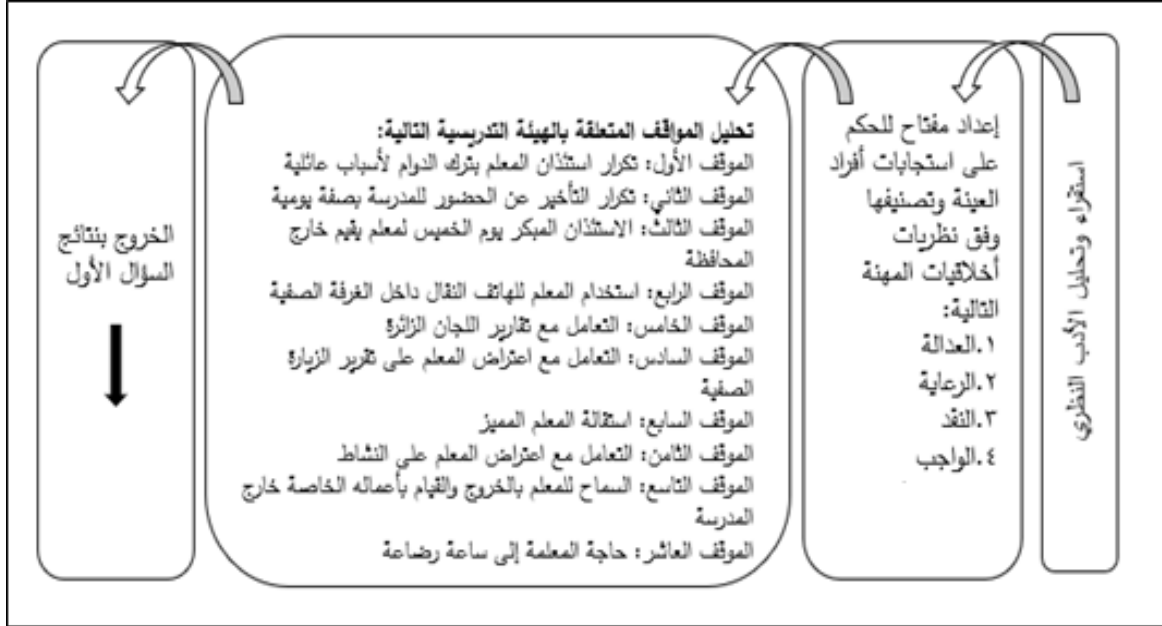 استقراء وتحليل الأدب النظري
إعداد مفتاح للحكم
على استجابات أفراد
العينة وتصنيفها
وفق نظريات
أخلاقيات المهنة
التالية:
١.العدالة
٢.الرعاية
٣.النقد
٤.الواجب
تحليل المواقف المتعلقة بالهيئة التدريسية التالية:
الموقف الأول: تكرار استئذان المعلم بترك الدوام لأسباب عائلية
الموقف الثاني: تكرار التأخير عن الحضور للمدرسة بصفة يومية
الموقف الثالث: الاستئذان المبكر يوم الخميس لمعلم يقيم خارج
المحافظة
الموقف الرابع: استخدام المعلم للهاتف النقال داخل الغرفة الصفية
الموقف الخامس: التعامل مع تقارير اللجان الزائرة
الموقف السادس: التعامل مع اعتراض المعلم على تقرير الزيارة
الصفية
الموقف السابع: استقالة المعلم المميز
الموقف الثامن: التعامل مع اعتراض المعلم على النشاط
الموقف التاسع: السماح للمعلم بالخروج والقيام بأعماله الخاصة خارج
المدرسة
الموقف العاشر: حاجة المعلمة إلى ساعة رضاعة
الخروج بنتائج
السؤال الأول